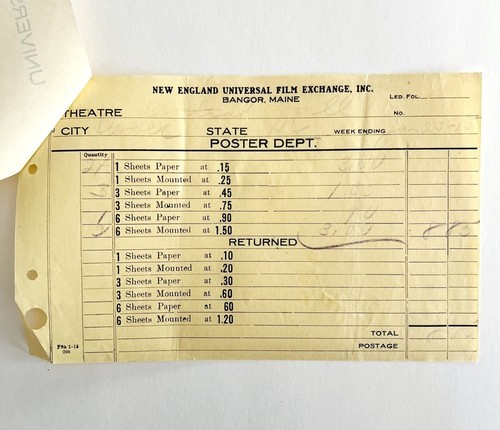 UNIVERS
NEW ENGLAND UNIVERSAL FILM EXCHANGE, INC.
BANGOR, MAINE
LED. FOL.
THEATRE
NO.
CITY STATE WEEK ENDING
POSTER DEPT.
Quantity
1 Sheets Paper at .15
1 Sheets Mounted at .25
3 Sheets Paper at .45
3 Sheets Mounted at .75
6 Sheets Paper at .90
6 Sheets Mounted at 1.50 3.00
RETURNED
1 Sheets Paper at .10
1 Sheets Mounted at .20
3 Sheets Paper at .30
3 Sheets Mounted at .60
6 Sheets Paper at 60
6 Sheets Mounted at 1.20
TOTAL
POSTAGE